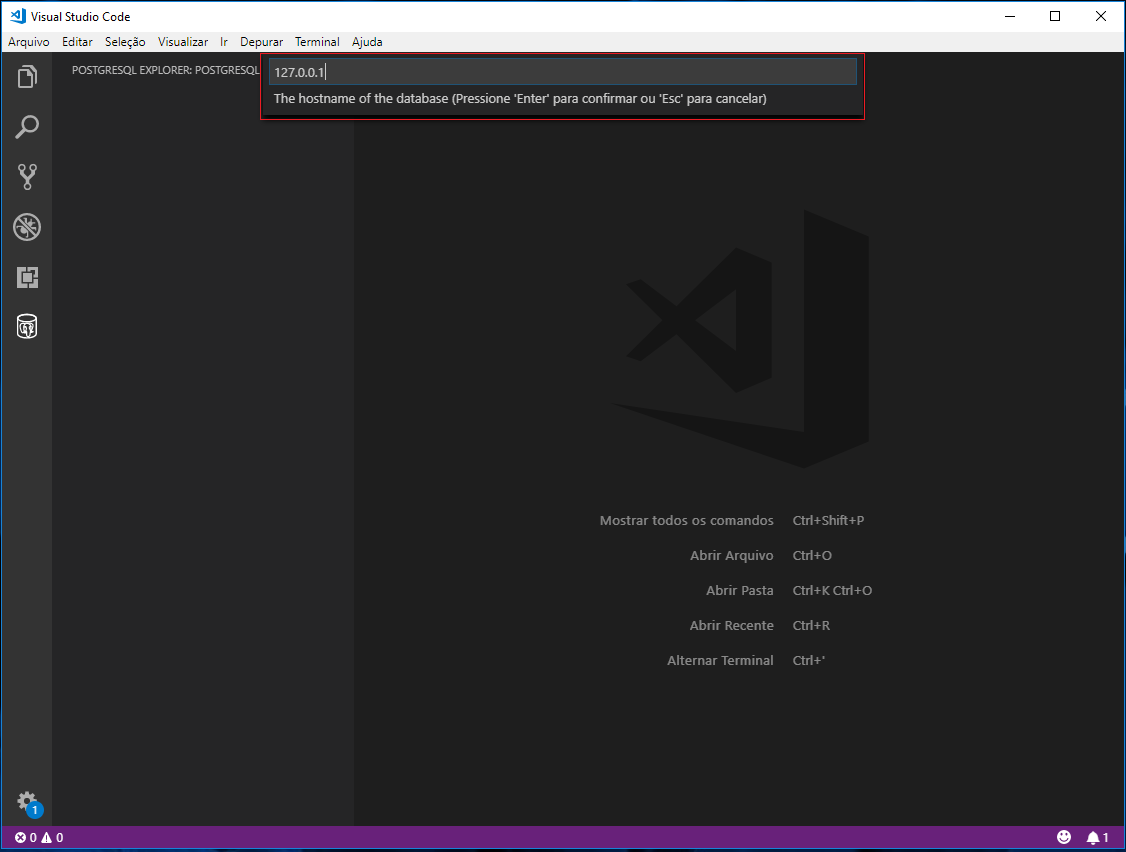 Visual Studio Code
Arquivo Editar Seleção Visualizar Ir Depurar Terminal Ajuda
POSTGRESQL EXPLORER: POSTGRESQL
127.0.0.1
The hostname of the database (Pressione 'Enter' para confirmar ou 'Esc' para cancelar)
Mostrar todos os comandos Ctrl+Shift+P
Abrir Arquivo Ctrl+O
Abrir Pasta Ctrl+K Ctrl+O
Abrir Recente Ctrl+R
Alternar Terminal Ctrl+'
1
0 0 1